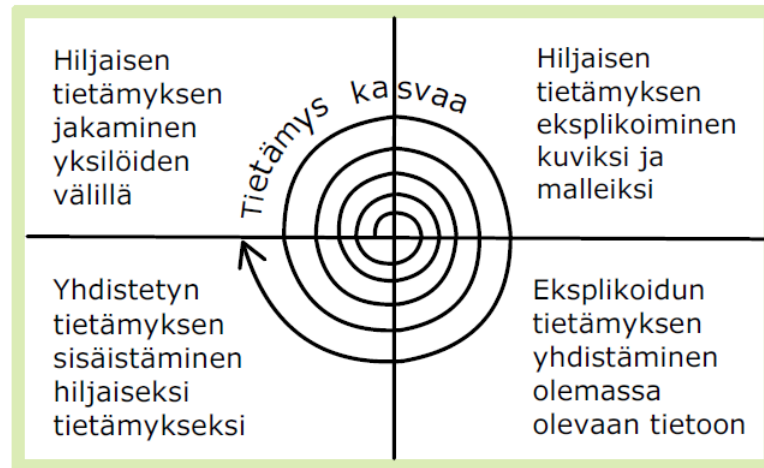 Hiljaisen
tietämyksen
jakaminen
yksilöiden
välillä
Tietämys kasvaa
Hiljaisen
tietämyksen
eksplikoiminen
kuviksi ja
malleiksi
Yhdistetyn
tietämyksen
sisäistäminen
hiljaiseksi
tietämykseksi
Eksplikoidun
tietämyksen
yhdistäminen
olemassa
olevaan tietoon